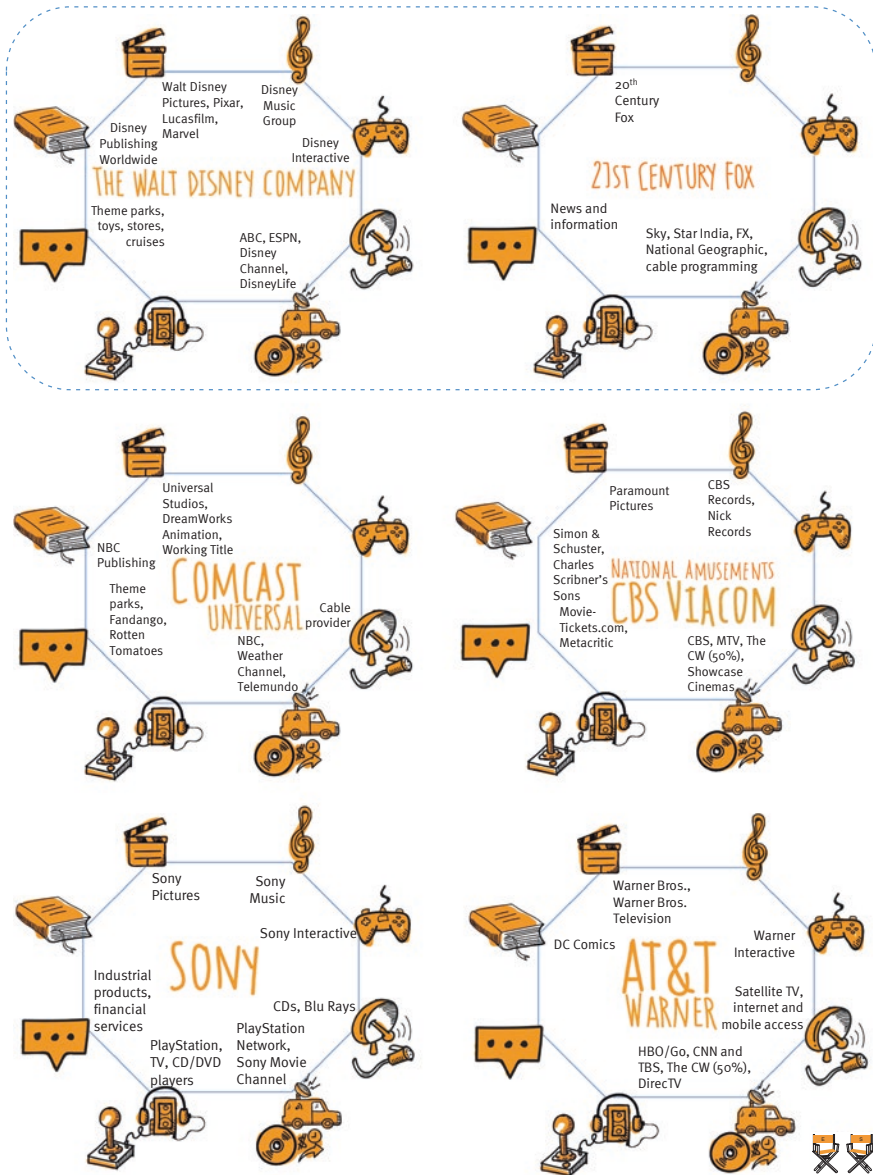 Walt Disney
Pictures, Pixar,
Lucasfilm,
Marvel
Disney
Music
Group
Disney
Publishing
Worldwide
Disney
Interactive
THE WALT DISNEY COMPANY
Theme parks,
toys, stores,
cruises
ABC, ESPN,
Disney
Channel,
DisneyLife
20th
Century
Fox
21ST CENTURY FOX
News and
information
Sky, Star India, FX,
National Geographic,
cable programming
Universal
Studios,
DreamWorks
Animation,
Working Title
NBC
Publishing
COMCAST
UNIVERSAL
Theme
parks,
Fandango,
Rotten
Tomatoes
Cable
provider
NBC,
Weather
Channel,
Telemundo
Paramount
Pictures
CBS
Records,
Nick
Records
Simon &
Schuster,
Charles
Scribner's
Sons
NATIONAL AMUSEMENTS
CBS VIACOM
Movie-
Tickets.com,
Metacritic
CBS, MTV, The
CW (50%),
Showcase
Cinemas
Sony
Pictures
Sony
Music
Sony Interactive
SONY
Industrial
products,
financial
services
CDs, Blu Rays
PlayStation,
TV, CD/DVD
players
PlayStation
Network,
Sony Movie
Channel
Warner Bros.,
Warner Bros.
Television
DC Comics
Warner
Interactive
AT&T
WARNER
Satellite TV,
internet and
mobile access
HBO/Go, CNN and
TBS, The CW (50%),
DirecTV